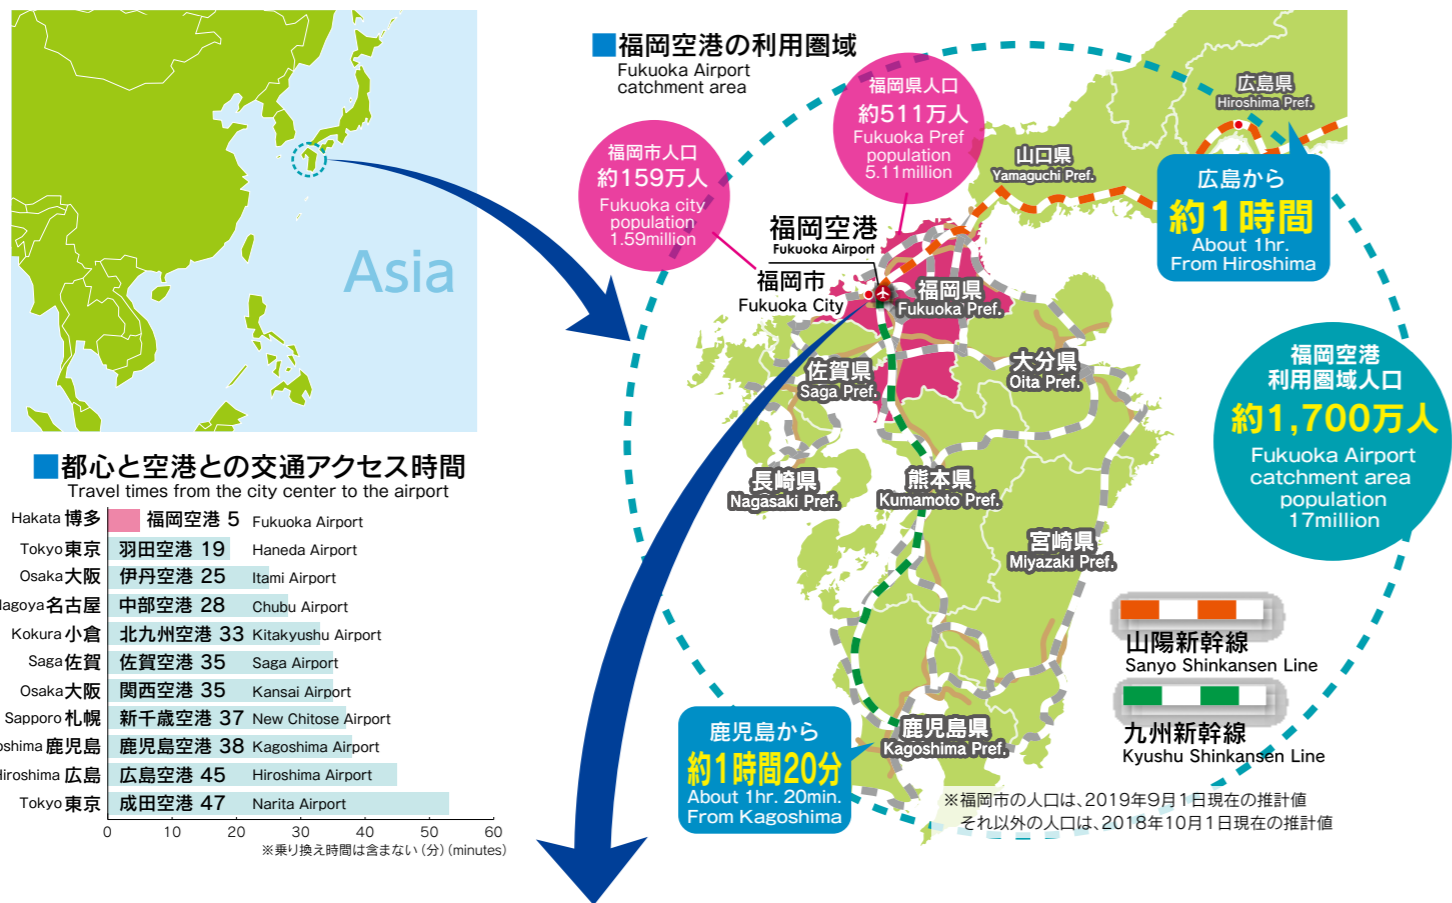 Asia
■福岡空港の利用圏域
Fukuoka Airport
catchment area
福岡県人口
約511万人
Fukuoka Pref
population
5.11million
福岡市人口
約159万人
Fukuoka city
population
1.59million
広島県
Hiroshima Pref.
山口県
Yamaguchi Pref.
広島から
約1時間
About 1hr.
From Hiroshima
福岡空港
Fukuoka Airport
福岡市
Fukuoka City
福岡県
Fukuoka Pref.
佐賀県
Saga Pref.
大分県
Oita Pref.
長崎県
Nagasaki Pref.
熊本県
Kumamoto Pref.
宮崎県
Miyazaki Pref.
鹿児島県
Kagoshima Pref.
福岡空港
利用圏域人口
約1,700万人
Fukuoka Airport
catchment area
population
17million
山陽新幹線
Sanyo Shinkansen Line
九州新幹線
Kyushu Shinkansen Line
鹿児島から
約1時間20分
About 1hr. 20min.
From Kagoshima
※福岡市の人口は、2019年9月1日現在の推計値
それ以外の人口は、2018年10月1日現在の推計値
■都心と空港との交通アクセス時間
Travel times from the city center to the airport
Hakata 博多 福岡空港 5 Fukuoka Airport
Tokyo 東京 羽田空港 19 Haneda Airport
Osaka 大阪 伊丹空港 25 Itami Airport
agoya 名古屋 中部空港 28 Chubu Airport
Kokura 小倉 北九州空港 33 Kitakyushu Airport
Saga 佐賀 佐賀空港 35 Saga Airport
Osaka 大阪 関西空港 35 Kansai Airport
Sapporo 札幌 新千歳空港 37 New Chitose Airport
oshima 鹿児島 鹿児島空港 38 Kagoshima Airport
Hiroshima 広島 広島空港 45 Hiroshima Airport
Tokyo 東京 成田空港 47 Narita Airport
0 10 20 30 40 50 60
※乗り換え時間は含まない (分) (minutes)